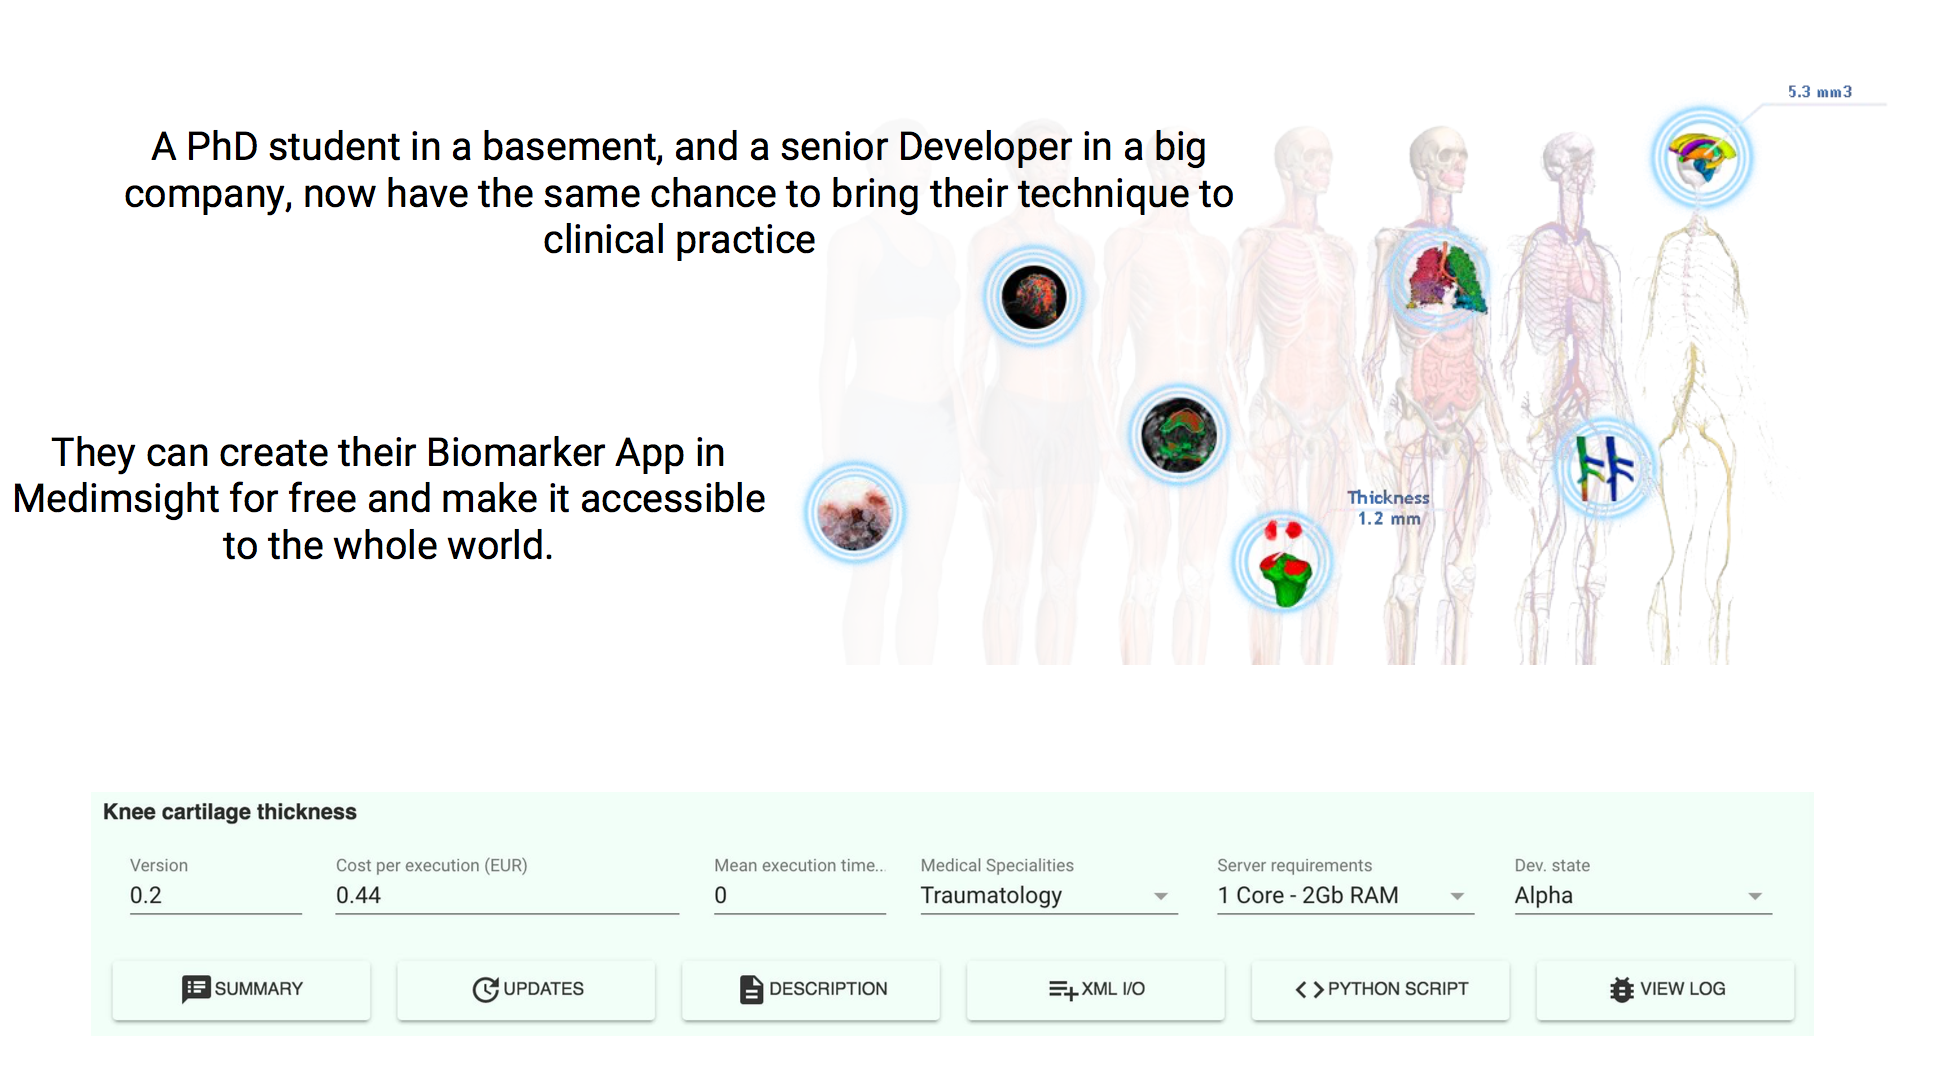 5.3 mm3
A PhD student in a basement, and a senior Developer in a big
company, now have the same chance to bring their technique to
clinical practice
They can create their Biomarker App in
Medimsight for free and make it accessible
to the whole world.
Thickness
1.2 mm
Knee cartilage thickness
Version
0.2
Cost per execution (EUR)
0.44
Mean execution time..
0
Medical Specialities
Traumatology
Server requirements
1 Core - 2Gb RAM
Dev. state
Alpha
SUMMARY
UPDATES
DESCRIPTION
XML I/O
PYTHON SCRIPT
VIEW LOG